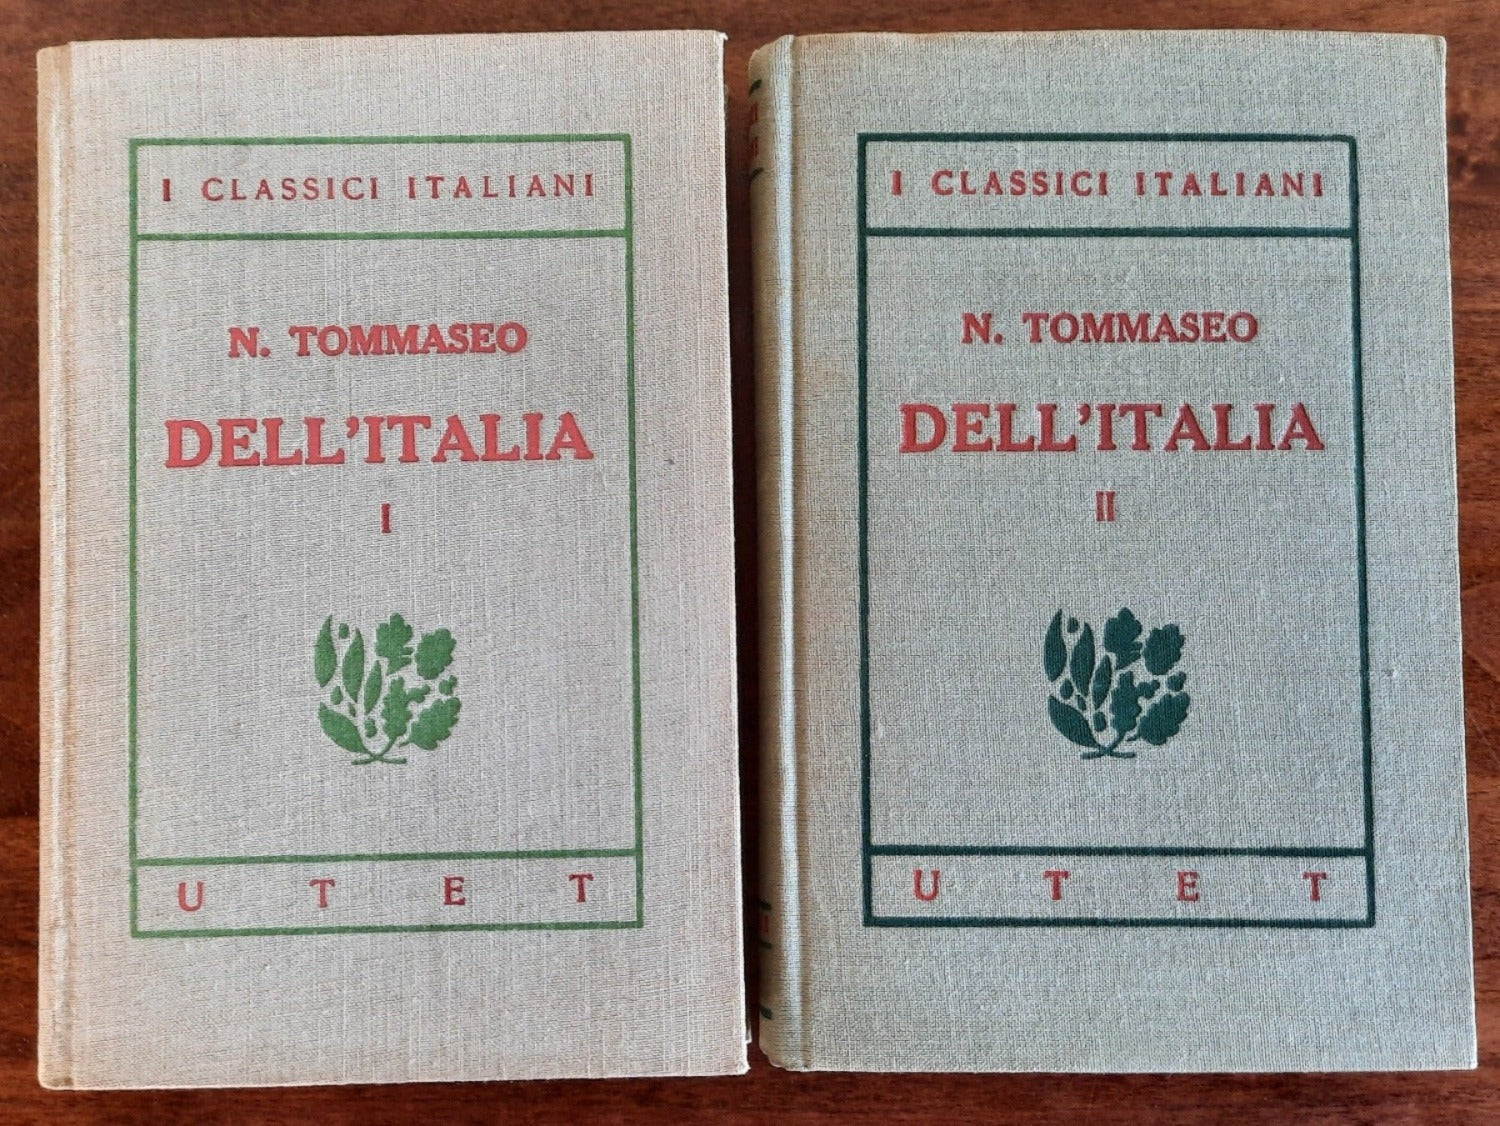 I CLASSICI ITALIANI
N. TOMMASEO
DELL'ITALIA
I
U T E T
I CLASSICI ITALIANI
N. TOMMASEO
DELL'ITALIA
II
U T E T